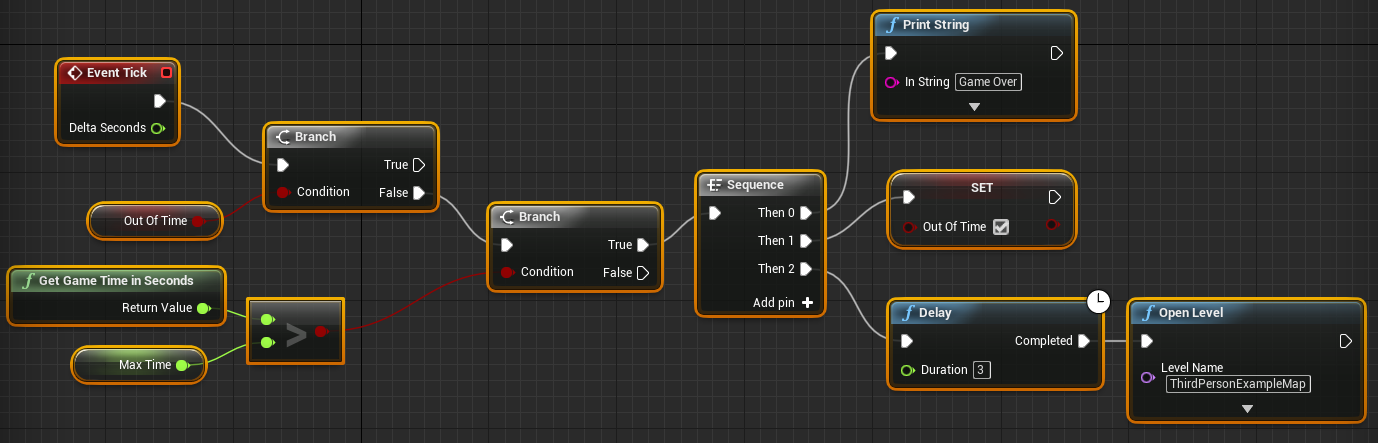 Event Tick
Delta Seconds
Branch
True
Condition
False
Out Of Time
Get Game Time in Seconds
Return Value
Max Time
>
Branch
True
Condition
False
Sequence
Then 0
Then 1
Then 2
Add pin
Print String
In String Game Over
SET
Out Of Time
Delay
Completed
Duration 3
Open Level
Level Name
ThirdPersonExampleMap